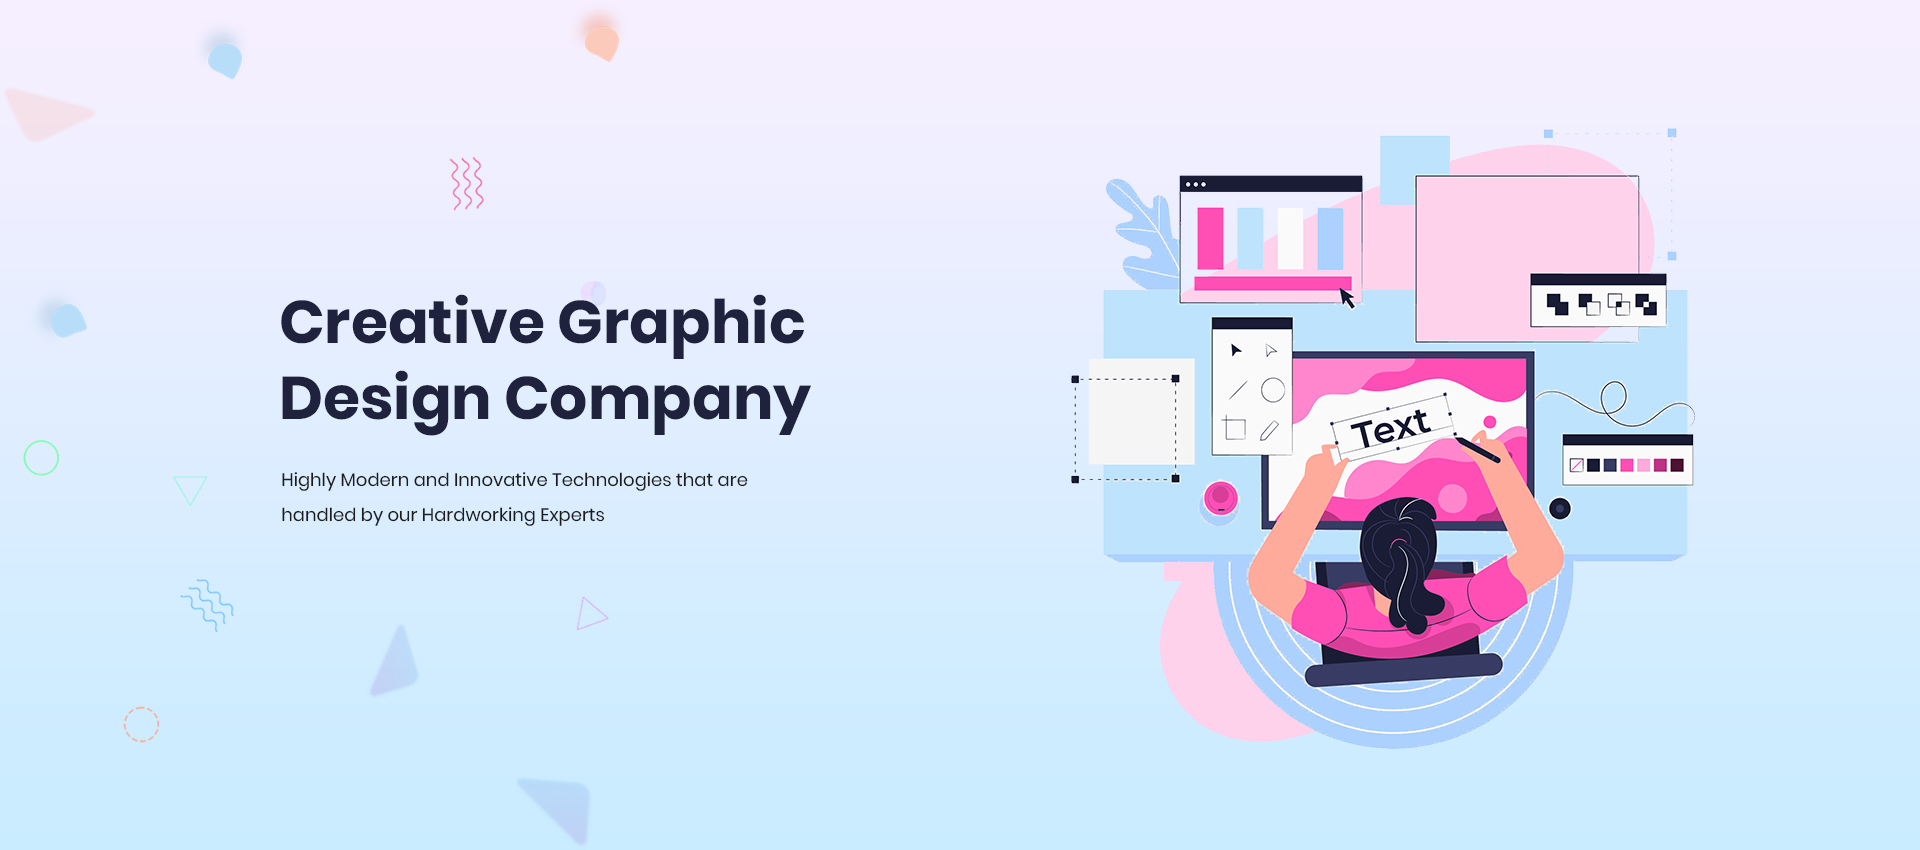 Creative Graphic
Design Company
Highly Modern and Innovative Technologies that are
handled by our Hardworking Experts
Text